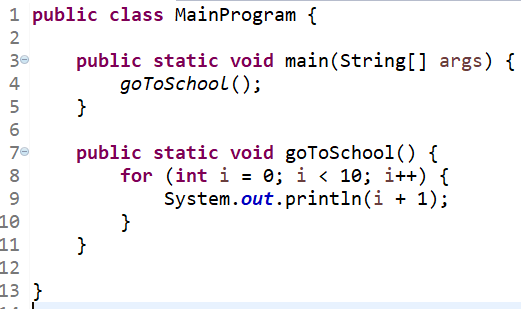 1 public class MainProgram {
2
3 public static void main(String[] args) {
4 goToSchool();
5 }
6
7 public static void goToSchool() {
8 for (int i = 0; i < 10; i++) {
9 System.out.println(i + 1);
10 }
11 }
12
13 }